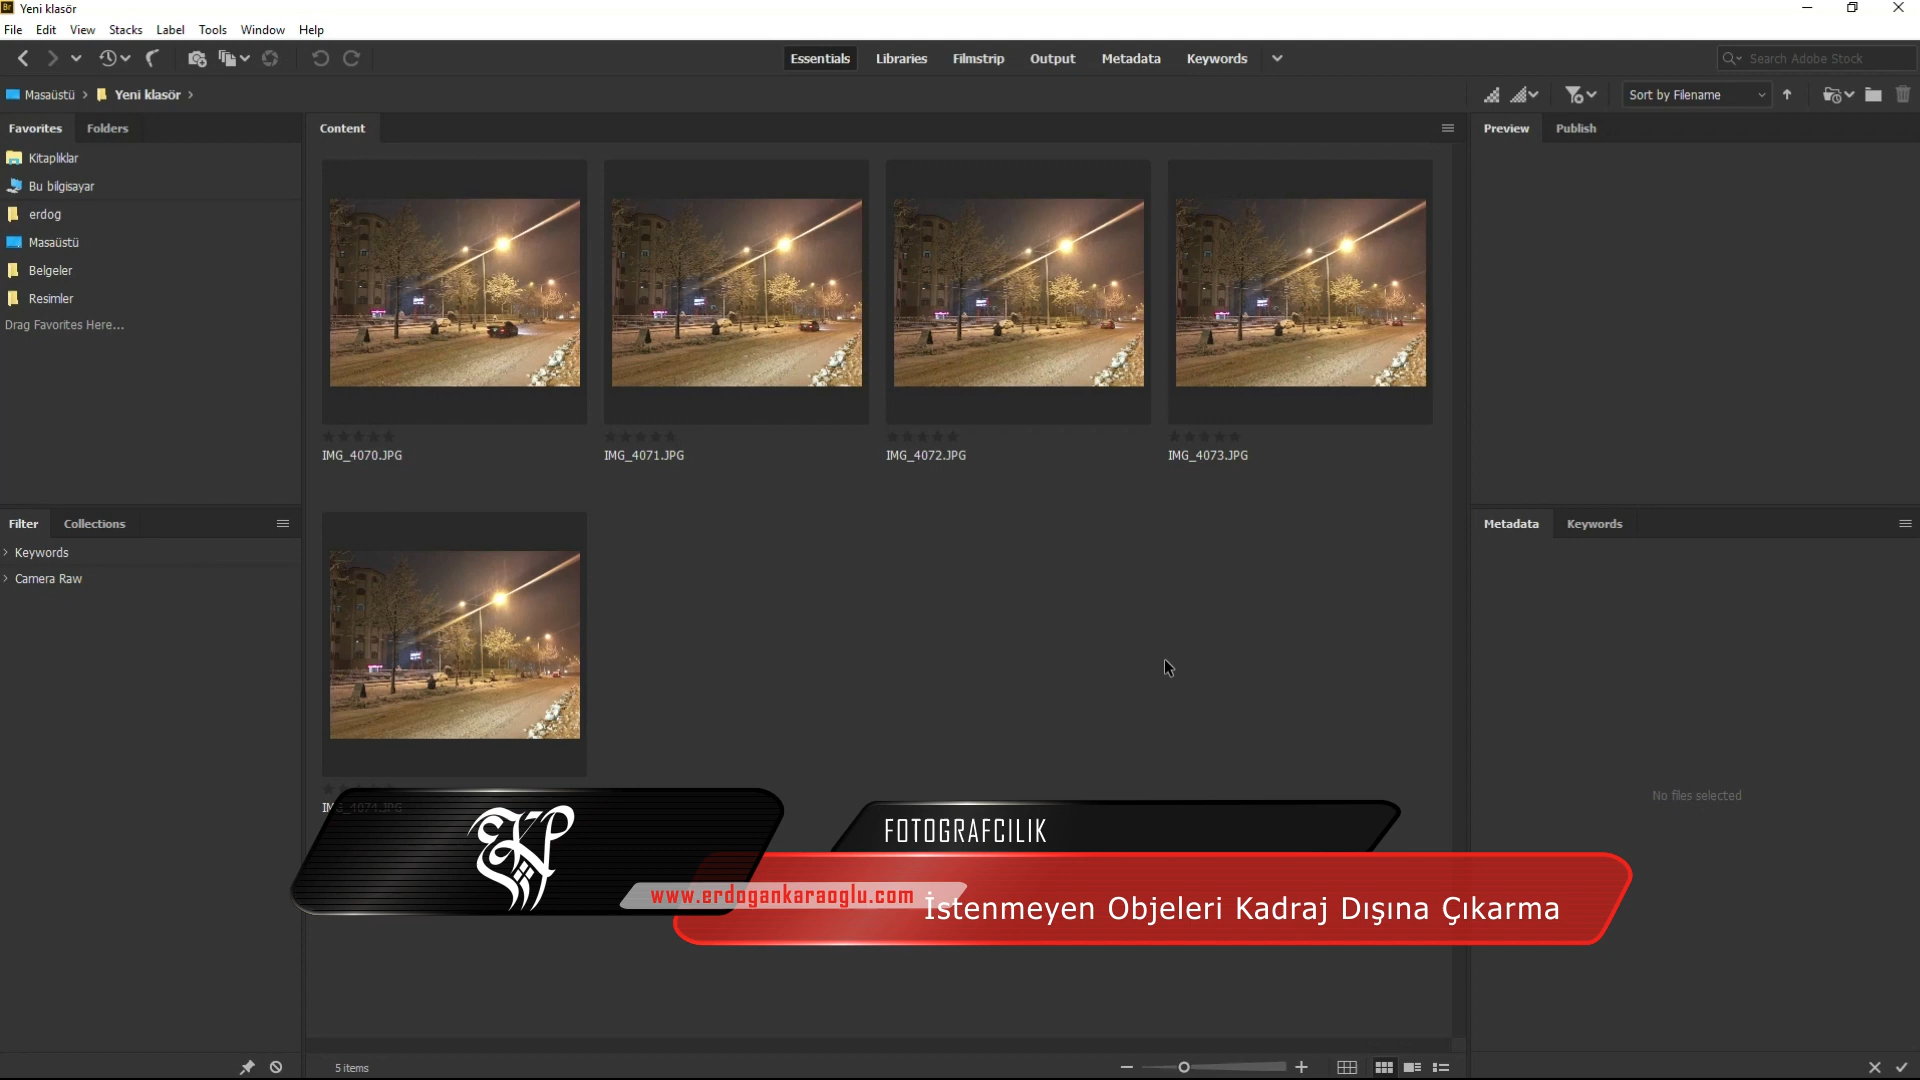 Br Yeni klasör
File Edit View Stacks Label Tools Window Help
Essentials Libraries Filmstrip Output Metadata Keywords
Search Adobe Stock
Masaüstü > Yeni klasör >
Sort by Filename
Favorites Folders
Kitaplıklar
Bu bilgisayar
erdog
Masaüstü
Belgeler
Resimler
Drag Favorites Here...
Content
IMG_4070.JPG
IMG_4071.JPG
IMG_4072.JPG
IMG_4073.JPG
IMG_4074.JPG
Preview Publish
Filter Collections
Keywords
Camera Raw
Metadata Keywords
No files selected
FOTOGRAFCILIK
www.erdogankaraoglu.com
İstenmeyen Objeleri Kadraj Dışına Çıkarma
5 items